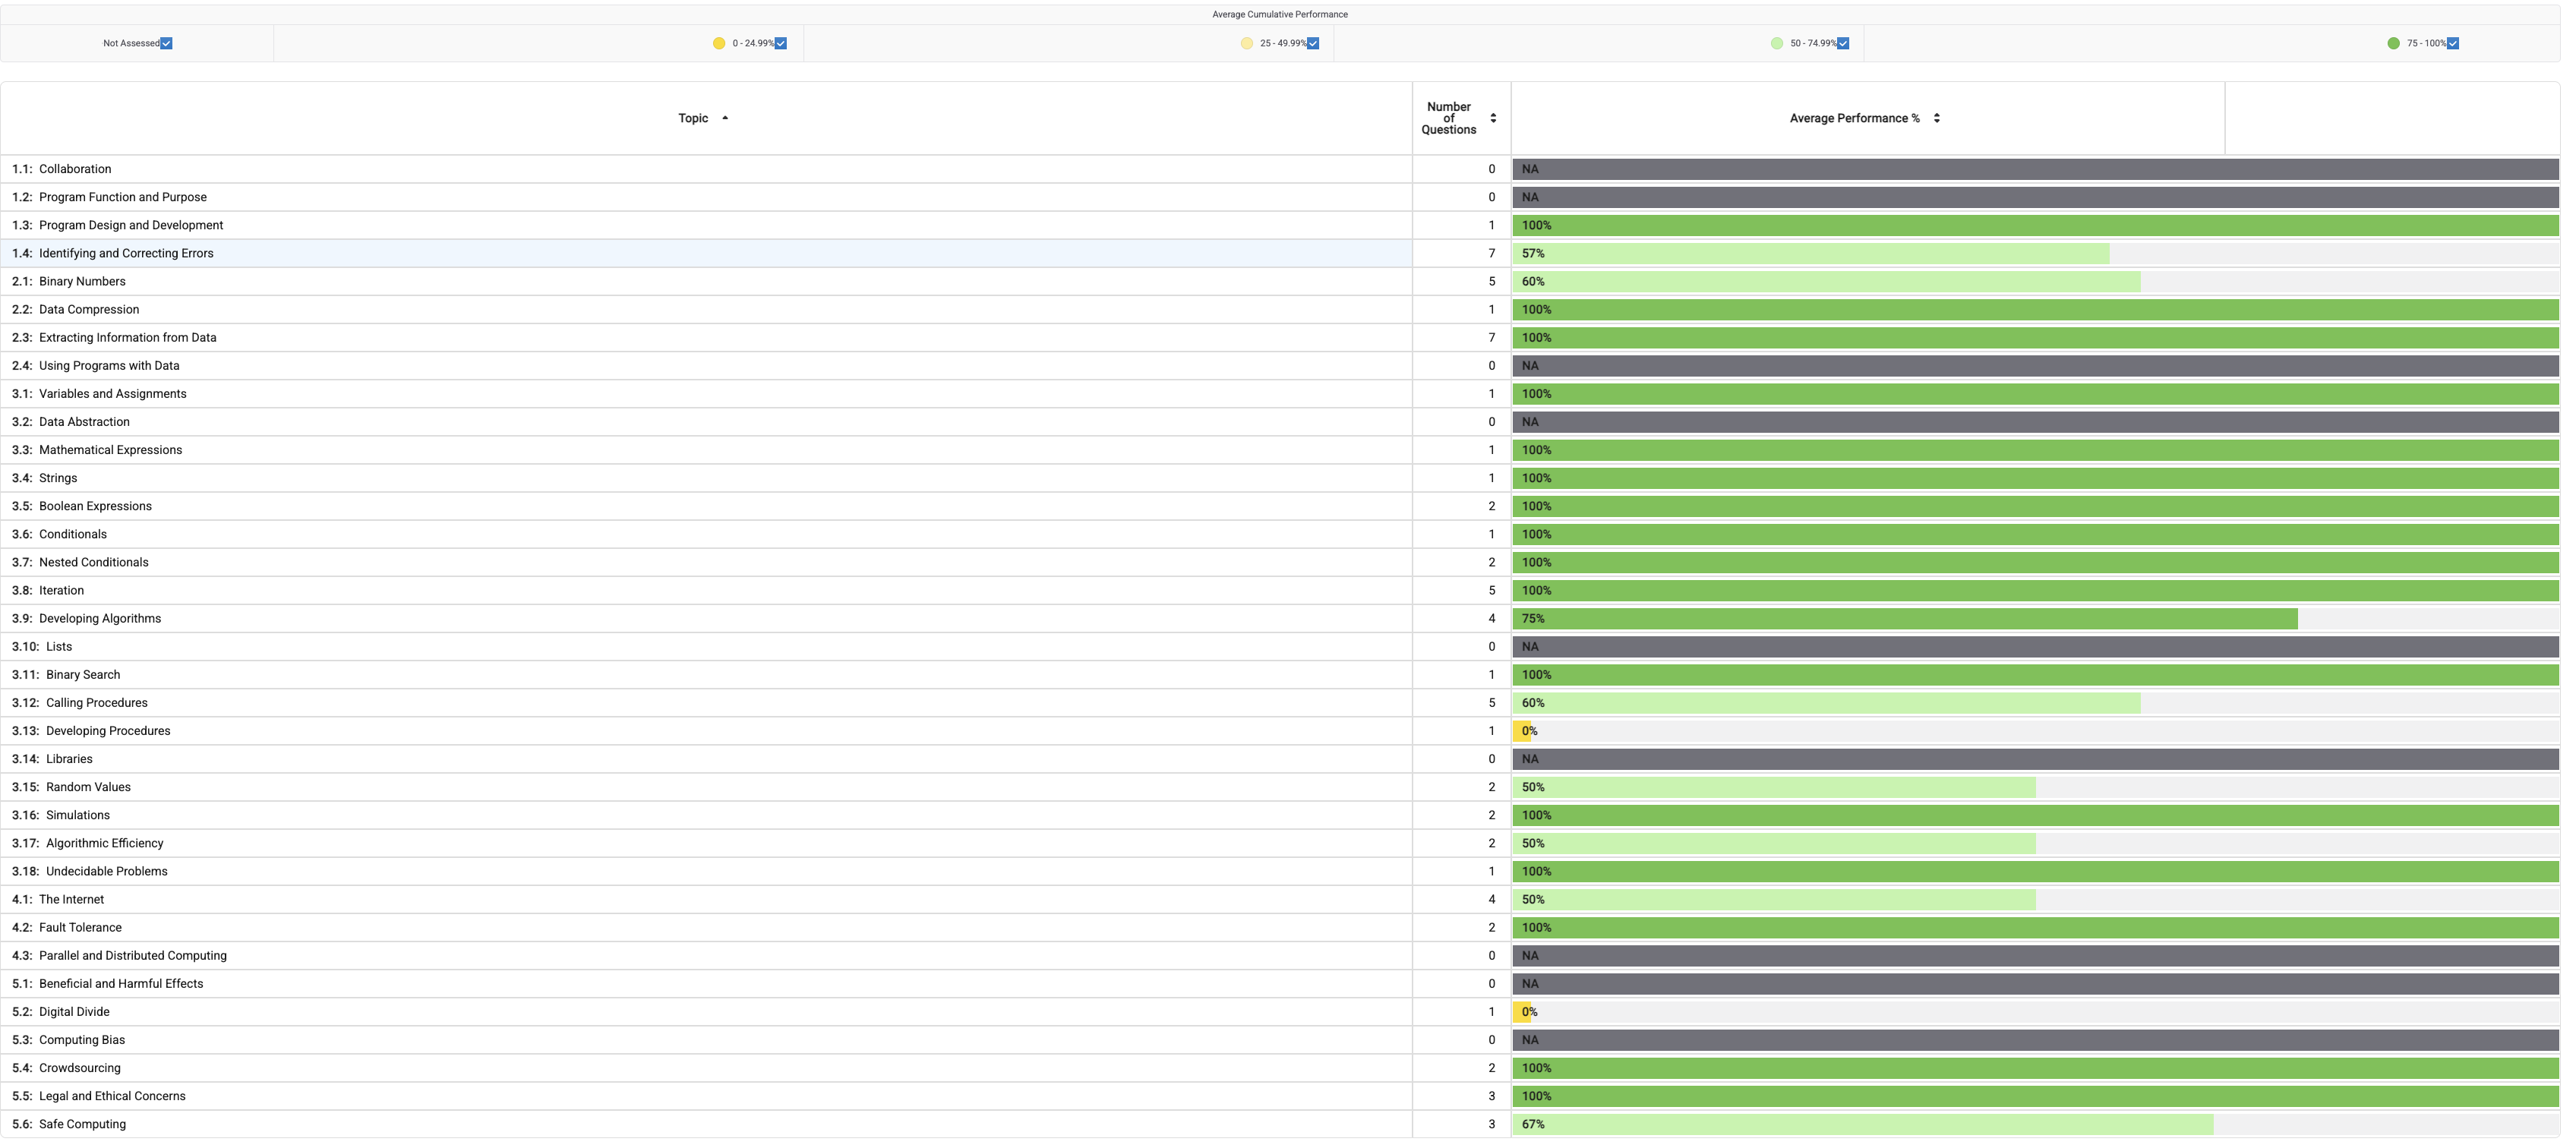 Average Cumulative Performance
Not Assessed 0 - 24.99% 25 - 49.99% 50 - 74.99% 75 - 100%
Topic Number of Questions Average Performance %
1.1: Collaboration 0 NA
1.2: Program Function and Purpose 0 NA
1.3: Program Design and Development 1 100%
1.4: Identifying and Correcting Errors 7 57%
2.1: Binary Numbers 5 60%
2.2: Data Compression 1 100%
2.3: Extracting Information from Data 7 100%
2.4: Using Programs with Data 0 NA
3.1: Variables and Assignments 1 100%
3.2: Data Abstraction 0 NA
3.3: Mathematical Expressions 1 100%
3.4: Strings 1 100%
3.5: Boolean Expressions 2 100%
3.6: Conditionals 1 100%
3.7: Nested Conditionals 2 100%
3.8: Iteration 5 100%
3.9: Developing Algorithms 4 75%
3.10: Lists 0 NA
3.11: Binary Search 1 100%
3.12: Calling Procedures 5 60%
3.13: Developing Procedures 1 0%
3.14: Libraries 0 NA
3.15: Random Values 2 50%
3.16: Simulations 2 100%
3.17: Algorithmic Efficiency 2 50%
3.18: Undecidable Problems 1 100%
4.1: The Internet 4 50%
4.2: Fault Tolerance 2 100%
4.3: Parallel and Distributed Computing 0 NA
5.1: Beneficial and Harmful Effects 0 NA
5.2: Digital Divide 1 0%
5.3: Computing Bias 0 NA
5.4: Crowdsourcing 2 100%
5.5: Legal and Ethical Concerns 3 100%
5.6: Safe Computing 3 67%